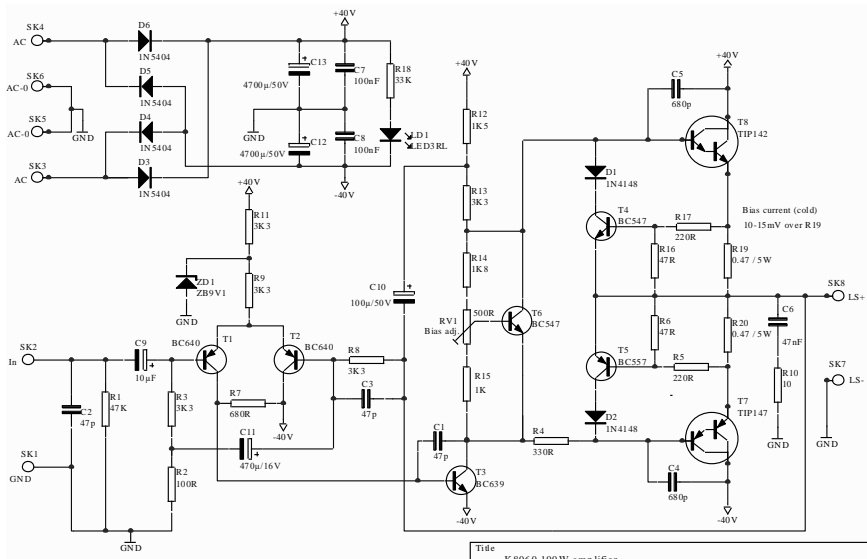 SK4
AC
D6
1N5404
+40V
SK6
AC-0
D5
1N5404
SK5
AC-0
GND
D4
1N5404
SK3
AC
D3
1N5404
C13
4700µ/50V
C7
100nF
R18
33K
GND
C12
4700µ/50V
C8
100nF
LD1
LED3RL
-40V
+40V
R12
1K5
R13
3K3
R14
1K8
RV1
500R
Bias adj.
R15
1K
T6
BC547
+40V
C5
680p
T8
TIP142
D1
1N4148
T4
BC547
R17
220R
Bias current (cold)
10-15mV over R19
R16
47R
R19
0.47 / 5W
SK8
LS+
R6
47R
R20
0.47 / 5W
C6
47nF
SK7
LS-
T5
BC557
R5
220R
R10
10
D2
1N4148
T7
TIP147
GND
GND
R4
330R
C4
680p
-40V
+40V
R11
3K3
R9
3K3
ZD1
ZB9V1
GND
C10
100µ/50V
T1
BC640
T2
BC640
R8
3K3
SK2
In
C9
10µF
R7
680R
-40V
C3
47p
C2
47p
R1
47K
R3
3K3
C11
470µ/16V
C1
47p
T3
BC639
-40V
SK1
GND
R2
100R
GND
Title